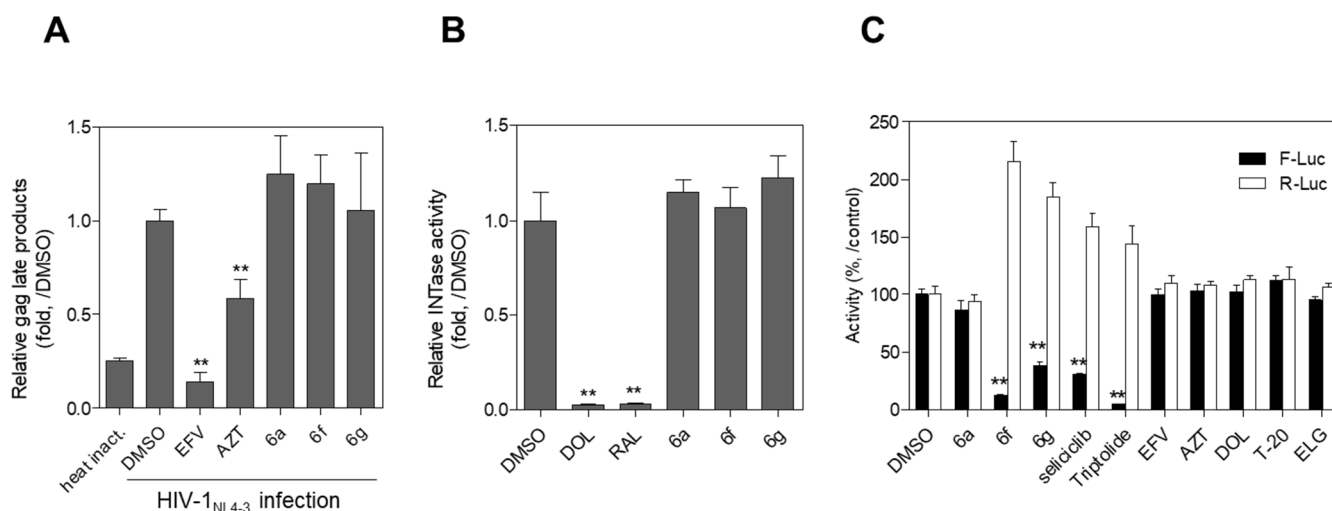 A
Relative gag late products
(fold, /DMSO)
1.5
1.0
0.5
0.0
**
**
heat inact.
DMSO
EFV
AZT
6a
6f
6g
HIV-1NL4-3 infection
B
Relative INTase activity
(fold, /DMSO)
1.5
1.0
0.5
0.0
**
**
DMSO
DOL
RAL
6a
6f
6g
C
Activity (%, /control)
250
200
150
100
50
0
F-Luc
R-Luc
**
**
**
**
DMSO
6a
6f
6g
seliciclib
Triptolide
EFV
AZT
DOL
T-20
ELG